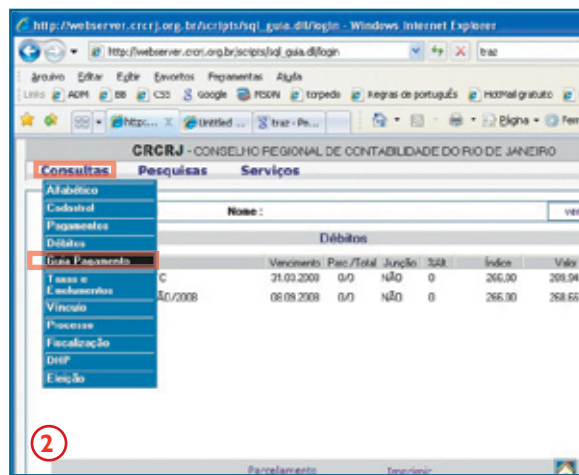 http://webserver.crcrj.org.br/scripts/sql_guia.dll/login - Windows Internet Explorer
http://webserver.crcrj.org.br/scripts/sql_guia.dll/login
Arquivo Editar Exibir Favoritos Ferramentas Ajuda
Links ADM BB CSS Google MSDN torpedo Regras de português HotMail gratuito
http:... Untitled ... Página
CRCRJ - CONSELHO REGIONAL DE CONTABILIDADE DO RIO DE JANEIRO
Consultas Pesquisas Serviços
Alfabético
Cadastral Nome :
Pagamentos
Débitos Débitos
Guia Pagamento Vencimento Parc./Total Junção %Alt. Índice Valor
Taxas e Emolumentos C 31.03.2008 0/0 NÃO 0 266,00
ÃO/2008 08.09.2008 0/0 NÃO 0 266,00
Vínculo
Processo
Fiscalização
DHP
Eleição
2
Parcelamento Imprimir